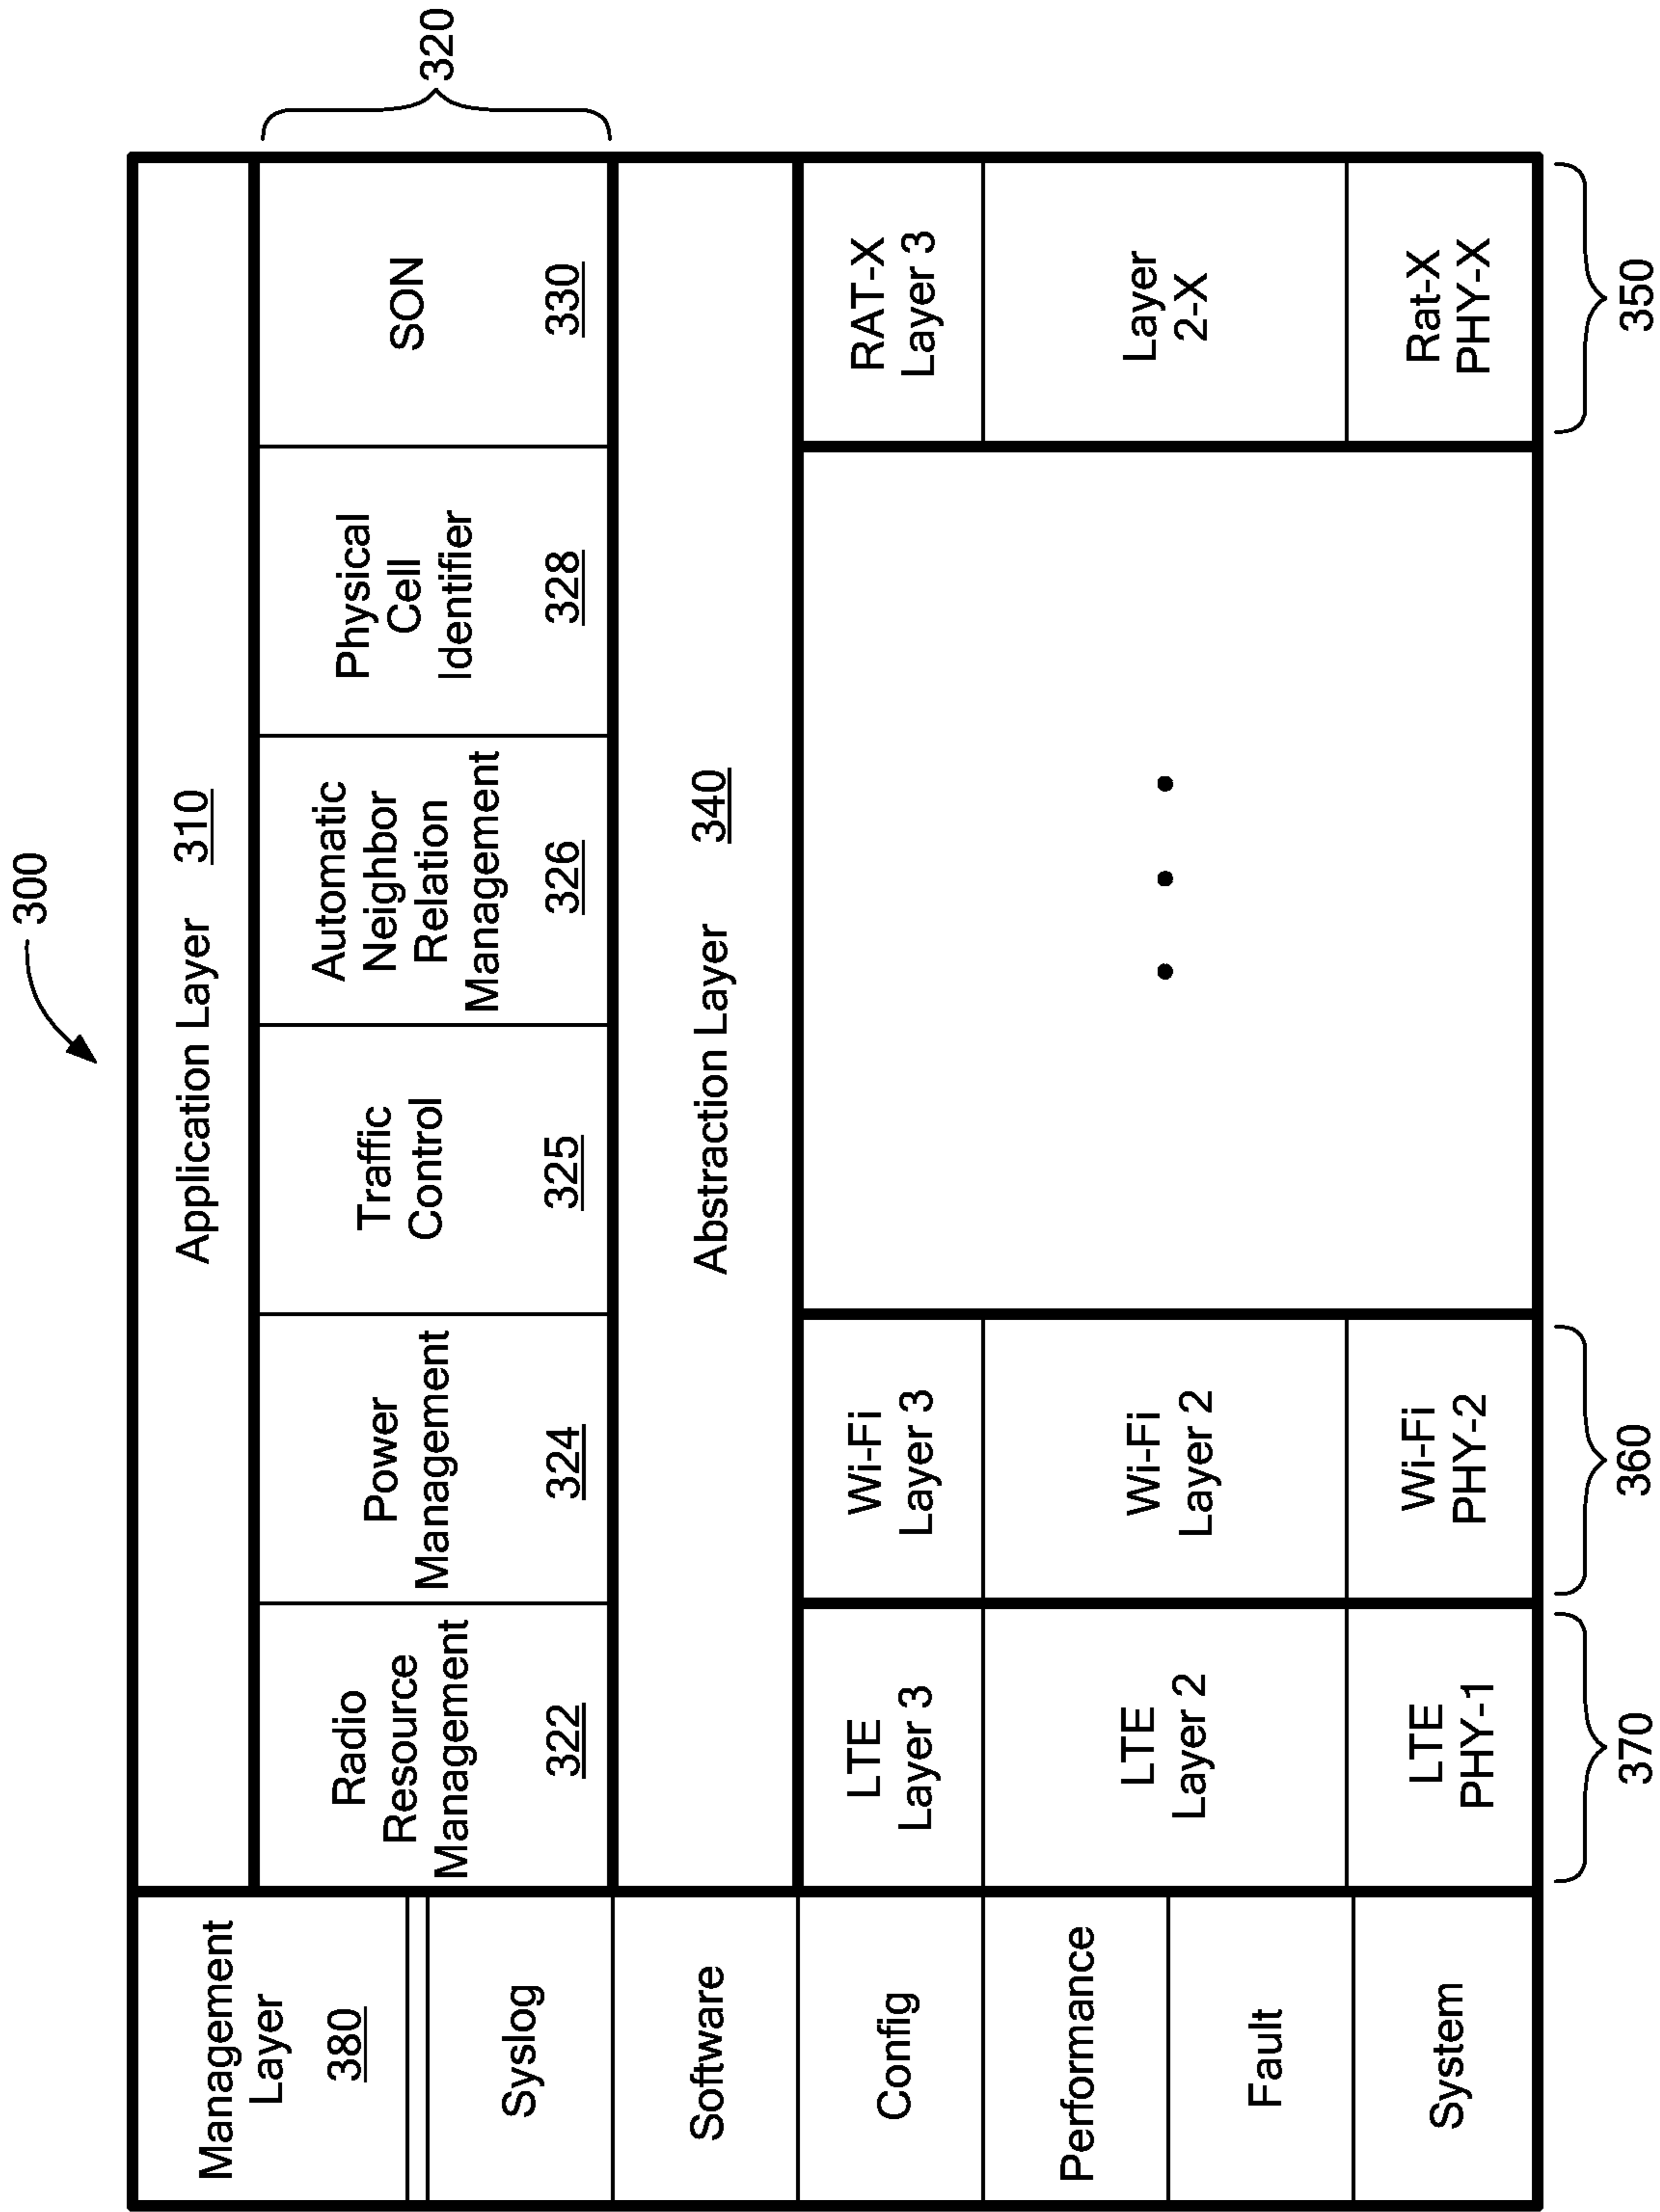 300
Management
Layer
380
Syslog
Software
Config
Performance
Fault
System
Application Layer 310
Radio
Resource
Management
322
Power
Management
324
Traffic
Control
325
Automatic
Neighbor
Relation
Management
326
Physical
Cell
Identifier
328
SON
330
320
Abstraction Layer 340
LTE
Layer 3
LTE
Layer 2
LTE
PHY-1
370
Wi-Fi
Layer 3
Wi-Fi
Layer 2
Wi-Fi
PHY-2
360
RAT-X
Layer 3
Layer
2-X
Rat-X
PHY-X
350